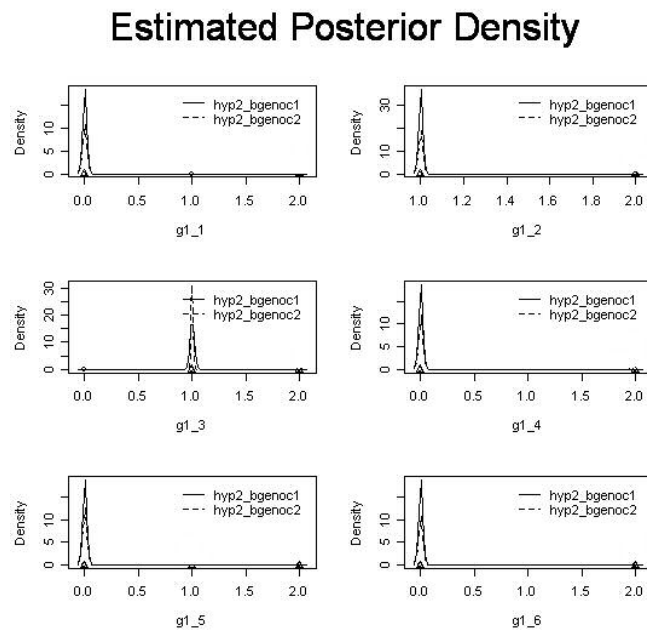 Estimated Posterior Density
Density
0 5 10
hyp2_bgenoc1
hyp2_bgenoc2
0.0 0.5 1.0 1.5 2.0
g1_1
Density
0 10 30
hyp2_bgenoc1
hyp2_bgenoc2
1.0 1.2 1.4 1.6 1.8 2.0
g1_2
Density
0 10 20 30
hyp2_bgenoc1
hyp2_bgenoc2
0.0 0.5 1.0 1.5 2.0
g1_3
Density
0 5 10
hyp2_bgenoc1
hyp2_bgenoc2
0.0 0.5 1.0 1.5 2.0
g1_4
Density
0 5 10
hyp2_bgenoc1
hyp2_bgenoc2
0.0 0.5 1.0 1.5 2.0
g1_5
Density
0 5 10
hyp2_bgenoc1
hyp2_bgenoc2
0.0 0.5 1.0 1.5 2.0
g1_6